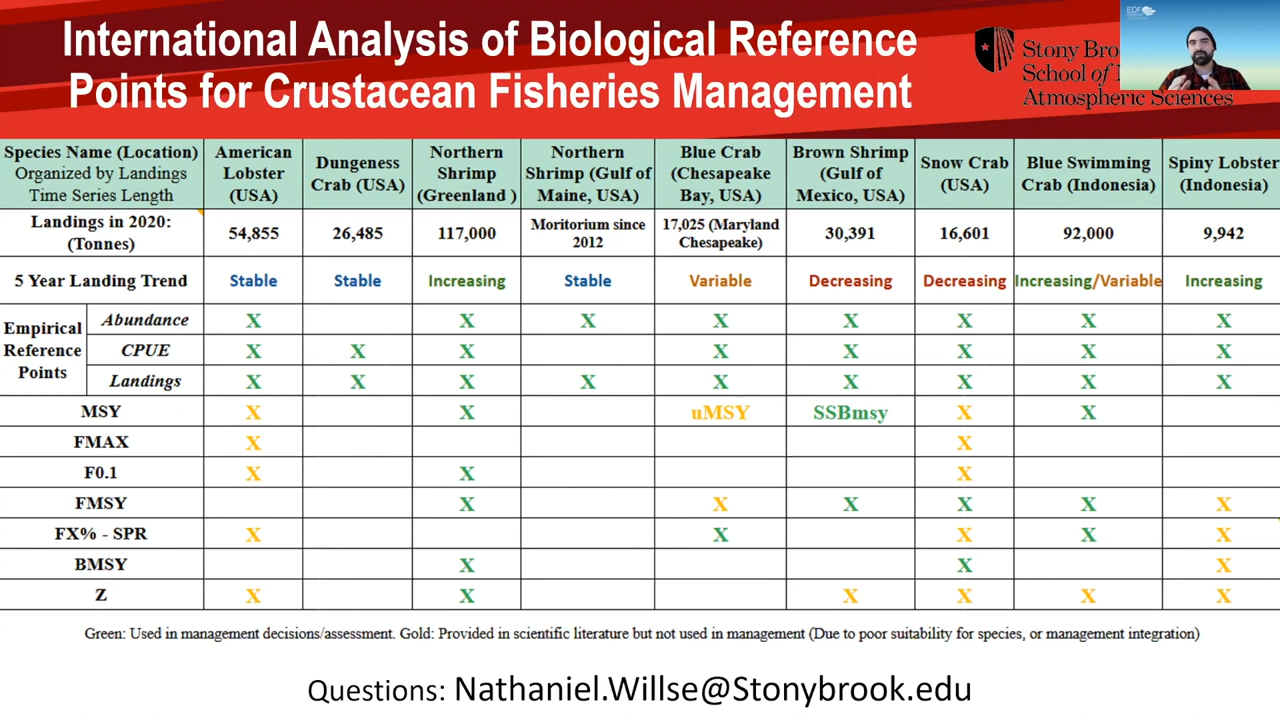 International Analysis of Biological Reference
Points for Crustacean Fisheries Management
Stony Bro
School of
Atmospheric Sciences
EDF
Species Name (Location)
Organized by Landings
Time Series Length
American
Lobster
(USA)
Dungeness
Crab (USA)
Northern
Shrimp
(Greenland )
Northern
Shrimp (Gulf of
Maine, USA)
Blue Crab
(Chesapeake
Bay, USA)
Brown Shrimp
(Gulf of
Mexico, USA)
Snow Crab
(USA)
Blue Swimming
Crab (Indonesia)
Spiny Lobster
(Indonesia)
Landings in 2020:
(Tonnes)
54,855
26,485
117,000
Moritorium since
2012
17,025 (Maryland
Chesapeake)
30,391
16,601
92,000
9,942
5 Year Landing Trend
Stable
Stable
Increasing
Stable
Variable
Decreasing
Decreasing
Increasing/Variable
Increasing
Empirical
Reference
Points
Abundance X X X X X X X X
CPUE X X X X X X X X
Landings X X X X X X X X X
MSY X X uMSY SSBmsy X X
FMAX X X
F0.1 X X X
FMSY X X X X X X
FX% - SPR X X X X X
BMSY X X X
Z X X X X X X
Green: Used in management decisions/assessment. Gold: Provided in scientific literature but not used in management (Due to poor suitability for species, or management integration)
Questions: Nathaniel.Willse@Stonybrook.edu